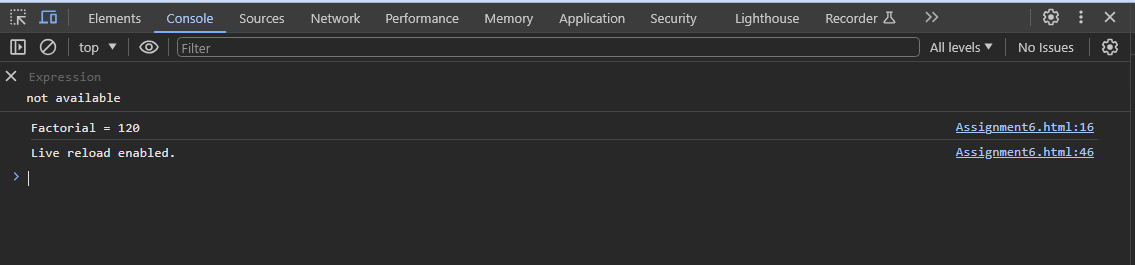 Elements Console Sources Network Performance Memory Application Security Lighthouse Recorder
top Filter All levels No Issues
Expression
not available
Factorial = 120 Assignment6.html:16
Live reload enabled. Assignment6.html:46